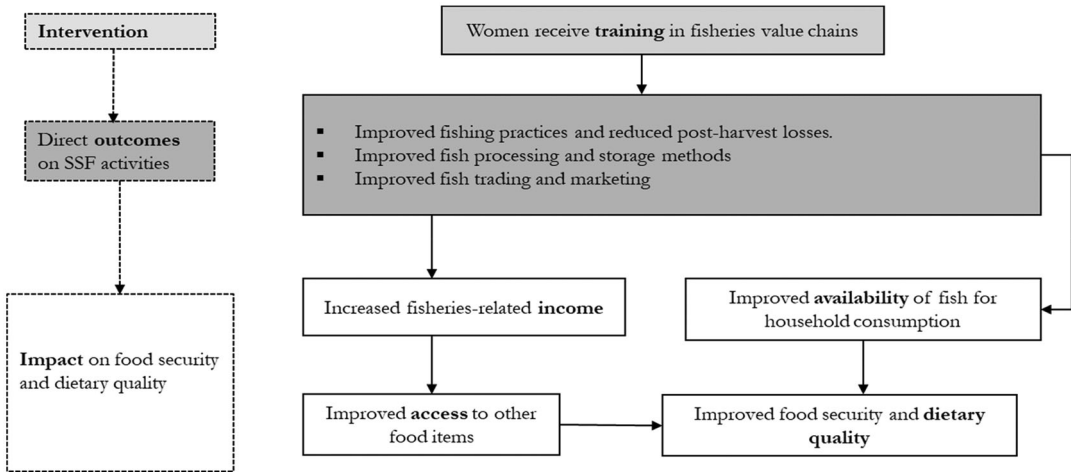 Intervention
Women receive training in fisheries value chains
Direct outcomes
on SSF activities
▪ Improved fishing practices and reduced post-harvest losses.
▪ Improved fish processing and storage methods
▪ Improved fish trading and marketing
Impact on food security
and dietary quality
Increased fisheries-related income
Improved availability of fish for
household consumption
Improved access to other
food items
Improved food security and dietary
quality